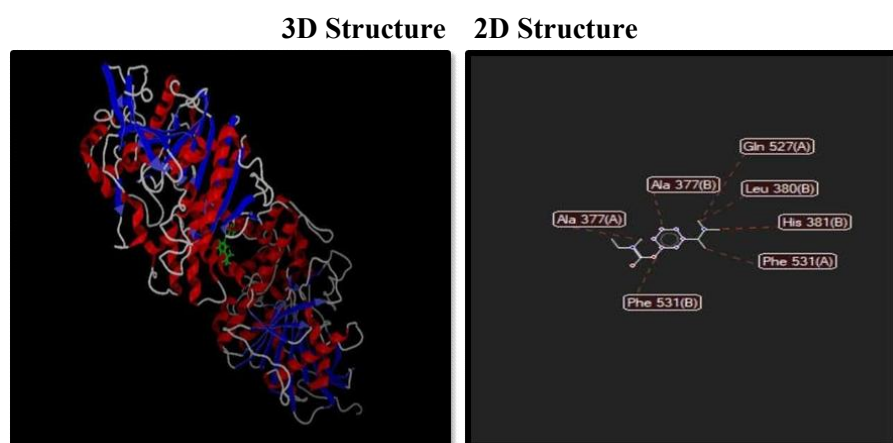 3D Structure 2D Structure
Gln 527(A)
Ala 377(B)
Leu 380(B)
Ala 377(A)
His 381(B)
Phe 531(A)
Phe 531(B)